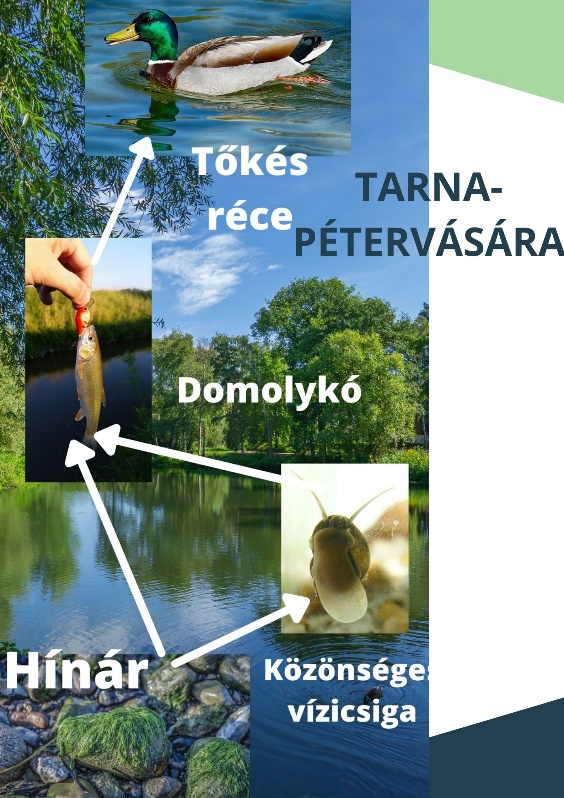 Tőkés
réce
TARNA-
PÉTERVÁSÁRA
Domolykó
Hínár
Közönséges
vízicsiga